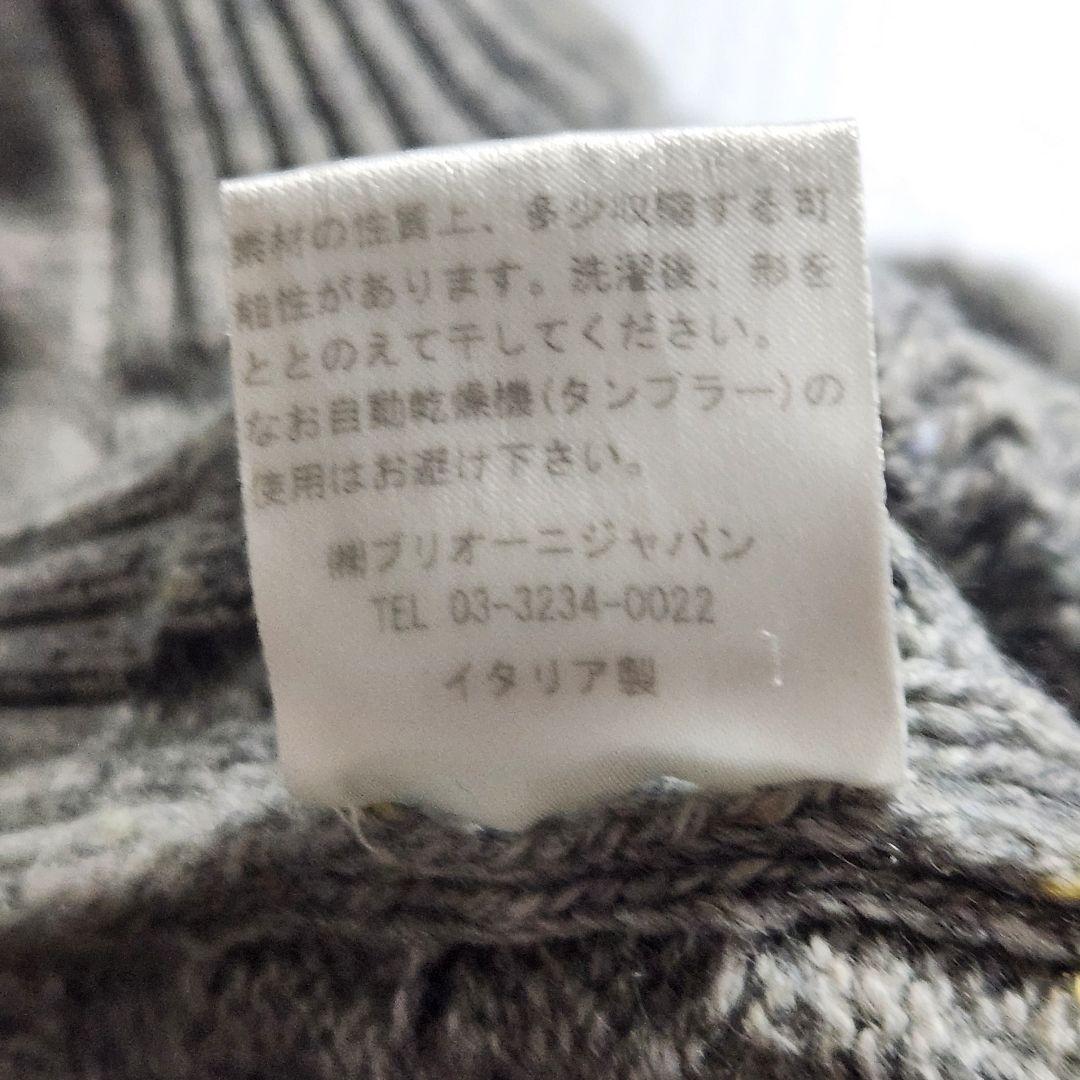 素材の性質上、多少収縮する可
能性があります。洗濯後、形を
ととのえて干してください。
なお自動乾燥機(タンブラー)の
使用はお避け下さい。
㈱ブリオーニジャパン
TEL 03-3234-0022
イタリア製